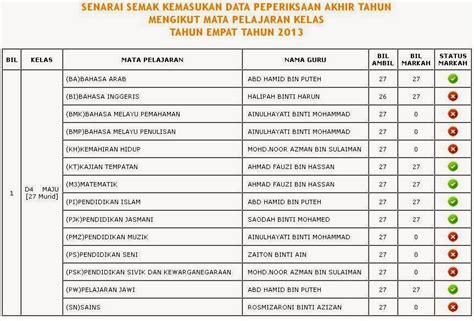 SENARAI SEMAK KEMASUKAN DATA PEPERIKSAAN AKHIR TAHUN
MENGIKUT MATA PELAJARAN KELAS
TAHUN EMPAT TAHUN 2013
BIL KELAS MATA PELAJARAN NAMA GURU BIL AMBIL BIL MARKAH STATUS MARKAH
1 D4 MAJU [27 Murid]
(BA)BAHASA ARAB ABD HAMID BIN PUTEH 27 27
(BI)BAHASA INGGERIS HALIPAH BINTI HARUN 26 27
(BMK)BAHASA MELAYU PEMAHAMAN AINULHAYATI BINTI MOHAMMAD 27 0
(BMP)BAHASA MELAYU PENULISAN AINULHAYATI BINTI MOHAMMAD 27 0
(KH)KEMAHIRAN HIDUP MOHD.NOOR AZMAN BIN SULAIMAN 27 0
(KT)KAJIAN TEMPATAN AHMAD FAUZI BIN HASSAN 27 27
(M3)MATEMATIK AHMAD FAUZI BIN HASSAN 27 27
(PI)PENDIDIKAN ISLAM ABD HAMID BIN PUTEH 27 27
(PJK)PENDIDIKAN JASMANI SAODAH BINTI MOHAMED 27 27
(PMZ)PENDIDIKAN MUZIK AINULHAYATI BINTI MOHAMMAD 27 0
(PS)PENDIDIKAN SENI ZAITON BINTI AIN 27 0
(PSK)PENDIDIKAN SIVIK DAN KEWARGANEGARAAN MOHD.NOOR AZMAN BIN SULAIMAN 27 0
(PW)PELAJARAN JAWI ABD HAMID BIN PUTEH 27 27
(SN)SAINS ROSMIZARONI BINTI AZIZAN 27 0